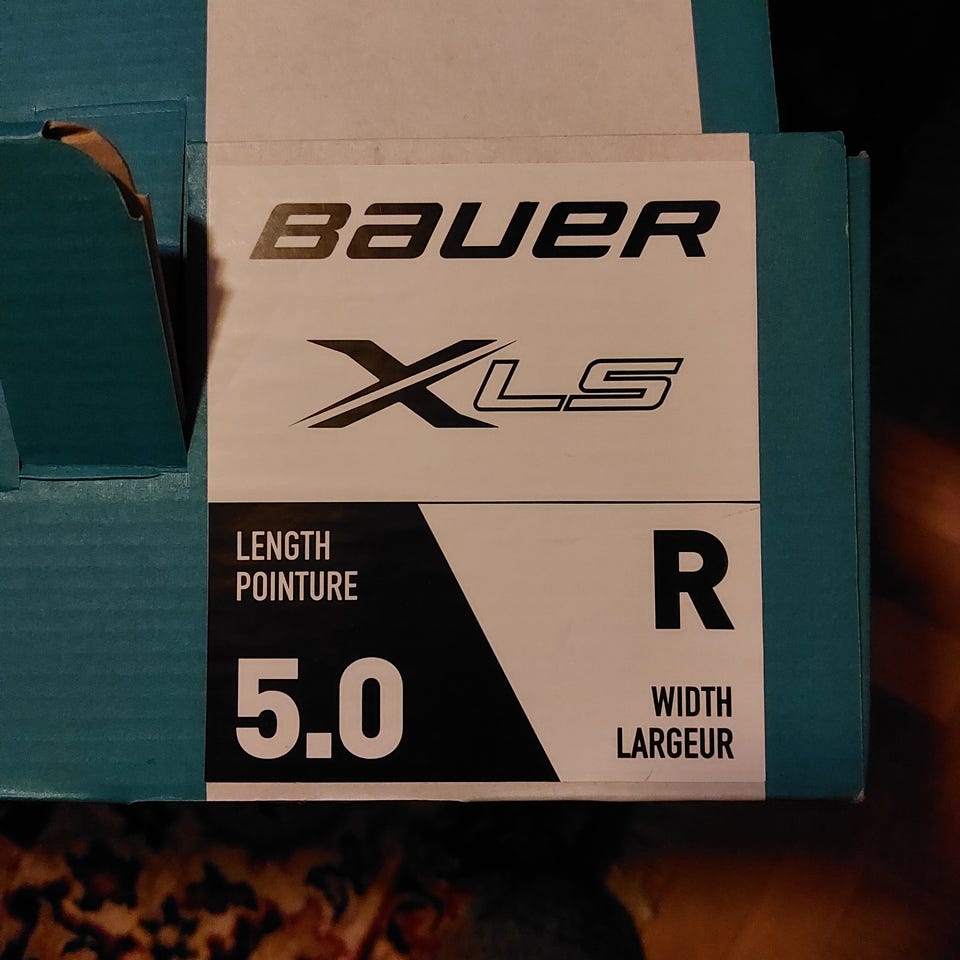 BAUER
XLS
LENGTH
POINTURE
5.0
R
WIDTH
LARGEUR